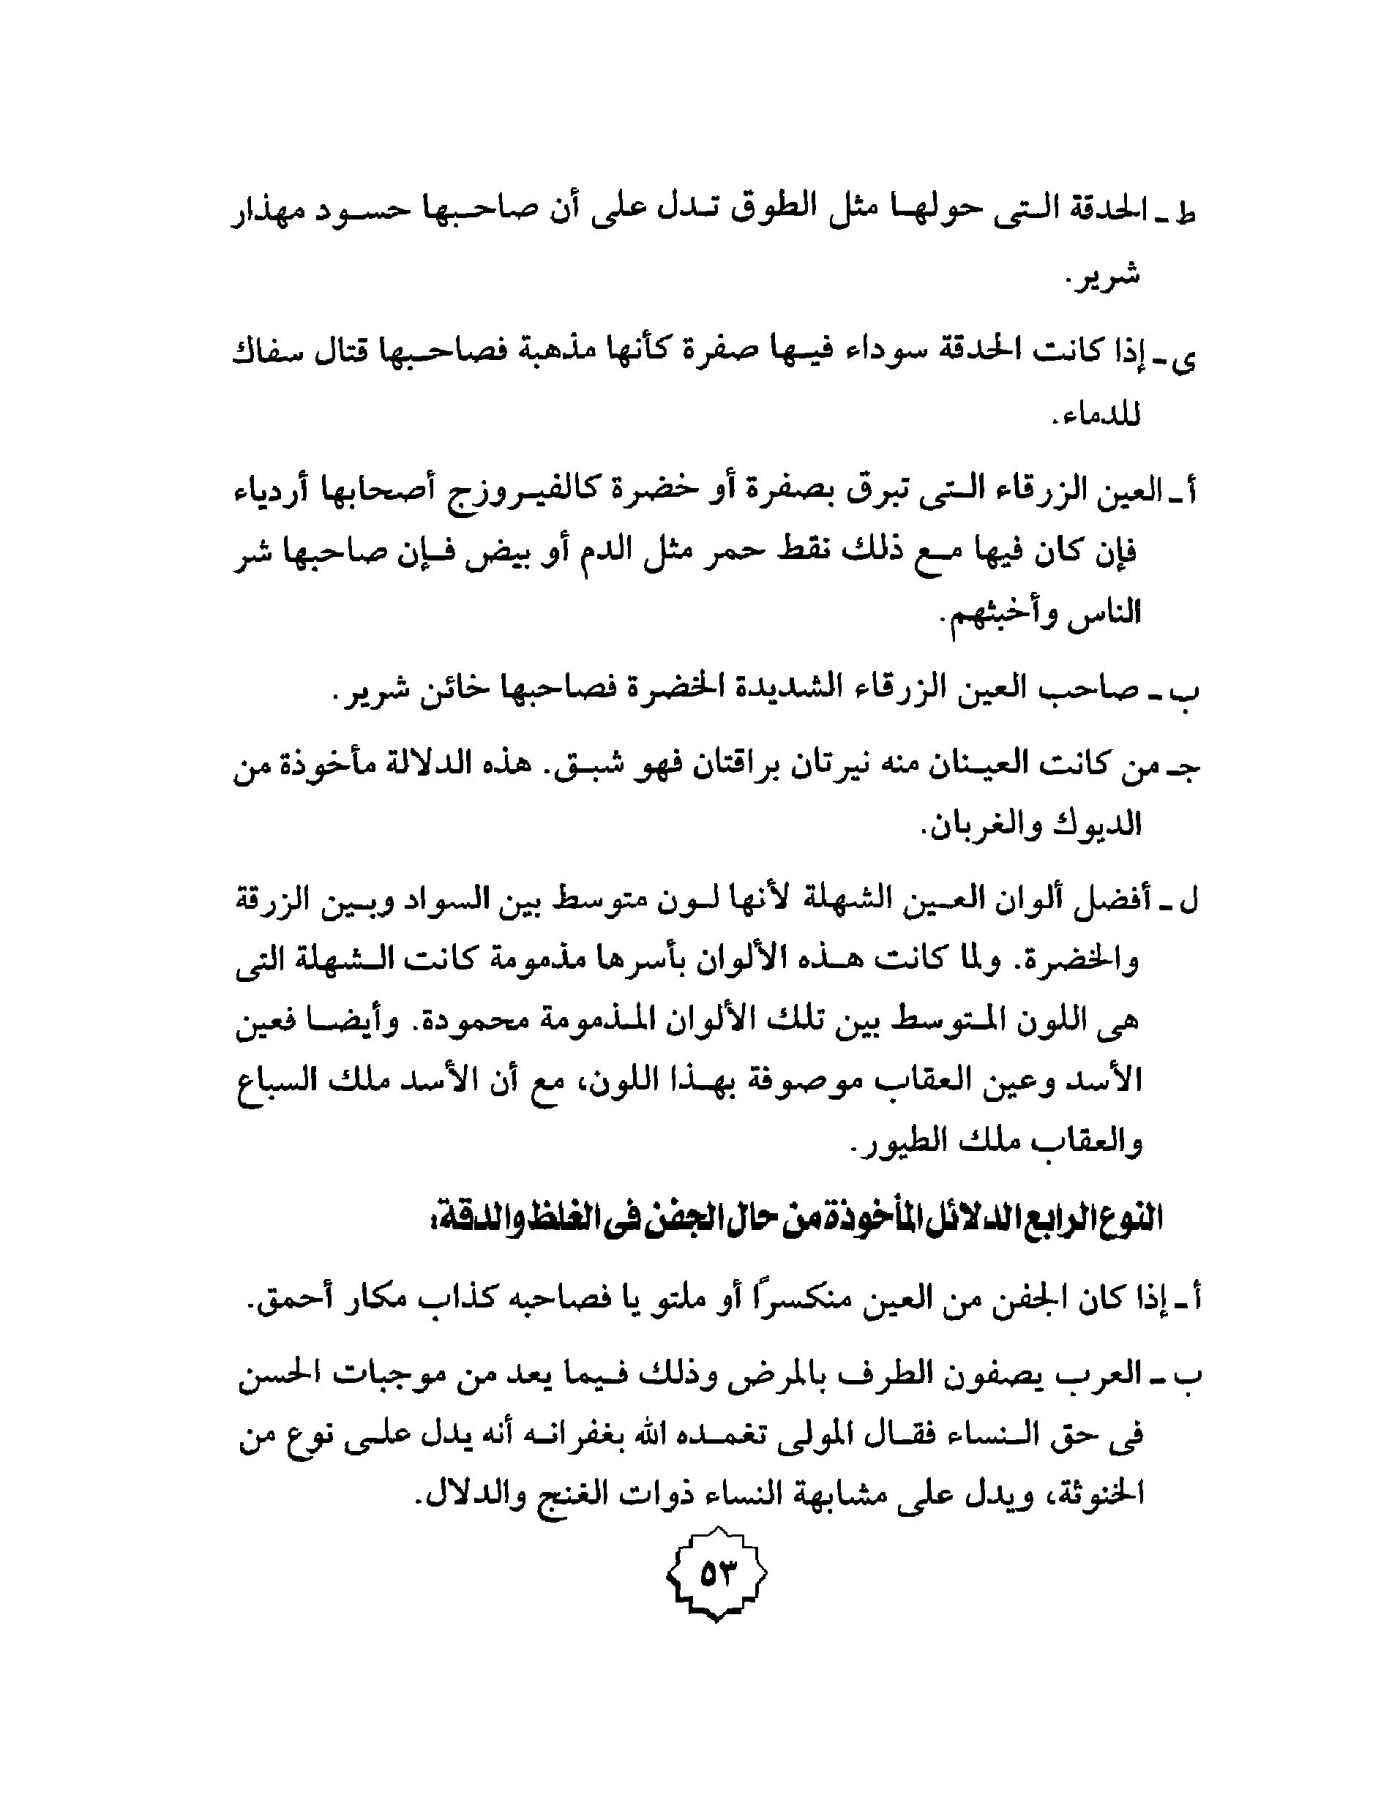 ط - الحدقة التى حولها مثل الطوق تدل على أن صاحبها حسود مهذار
شرير.
ى - إذا كانت الحدقة سوداء فيها صفرة كأنها مذهبة فصاحبها قتال سفاك
للدماء.
أ - العين الزرقاء التى تبرق بصفرة أو خضرة كالفيروزج أصحابها أردياء
فإن كان فيها مع ذلك نقط حمر مثل الدم أو بيض فإن صاحبها شر
الناس وأخبثهم.
ب - صاحب العين الزرقاء الشديدة الخضرة فصاحبها خائن شرير.
جـ - من كانت العينان منه نيرتان براقتان فهو شبق. هذه الدلالة مأخوذة من
الديوك والغربان.
ل - أفضل ألوان العين الشهلة لأنها لون متوسط بين السواد وبين الزرقة
والخضرة. ولما كانت هذه الألوان بأسرها مذمومة كانت الشهلة التى
هى اللون المتوسط بين تلك الألوان المذمومة محمودة. وأيضا فعين
الأسد وعين العقاب موصوفة بهذا اللون، مع أن الأسد ملك السباع
والعقاب ملك الطيور.
النوع الرابع الدلائل المأخوذة من حال الجفن فى الغلظ والدقة:
أ - إذا كان الجفن من العين منكسرًا أو ملتو يا فصاحبه كذاب مكار أحمق.
ب - العرب يصفون الطرف بالمرض وذلك فيما يعد من موجبات الحسن
فى حق النساء فقال المولى تغمده الله بغفرانه أنه يدل على نوع من
الخنوثة، ويدل على مشابهة النساء ذوات الغنج والدلال.
٥٣